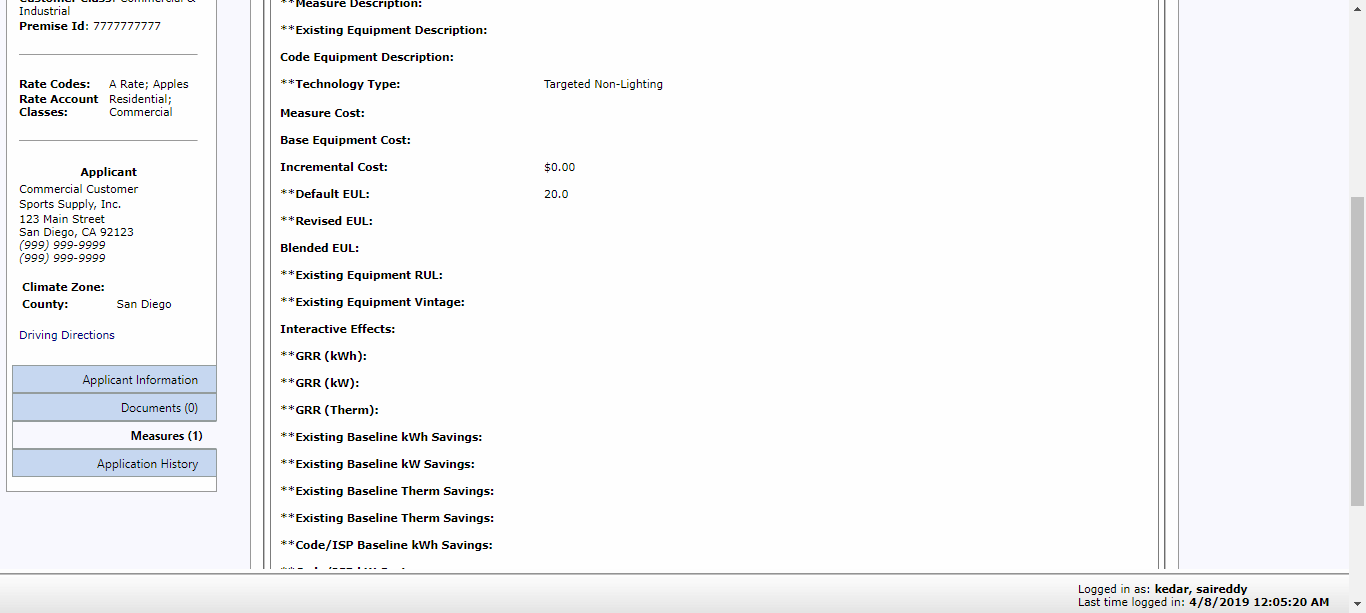 Industrial
Premise Id: 7777777777
Rate Codes: A Rate; Apples
Rate Account Residential;
Classes: Commercial
Applicant
Commercial Customer
Sports Supply, Inc.
123 Main Street
San Diego, CA 92123
(999) 999-9999
(999) 999-9999
Climate Zone:
County: San Diego
Driving Directions
Applicant Information
Documents (0)
Measures (1)
Application History
**Measure Description:
**Existing Equipment Description:
Code Equipment Description:
**Technology Type: Targeted Non-Lighting
Measure Cost:
Base Equipment Cost:
Incremental Cost: $0.00
**Default EUL: 20.0
**Revised EUL:
Blended EUL:
**Existing Equipment RUL:
**Existing Equipment Vintage:
Interactive Effects:
**GRR (kWh):
**GRR (kW):
**GRR (Therm):
**Existing Baseline kWh Savings:
**Existing Baseline kW Savings:
**Existing Baseline Therm Savings:
**Existing Baseline Therm Savings:
**Code/ISP Baseline kWh Savings:
Logged in as: kedar, saireddy
Last time logged in: 4/8/2019 12:05:20 AM